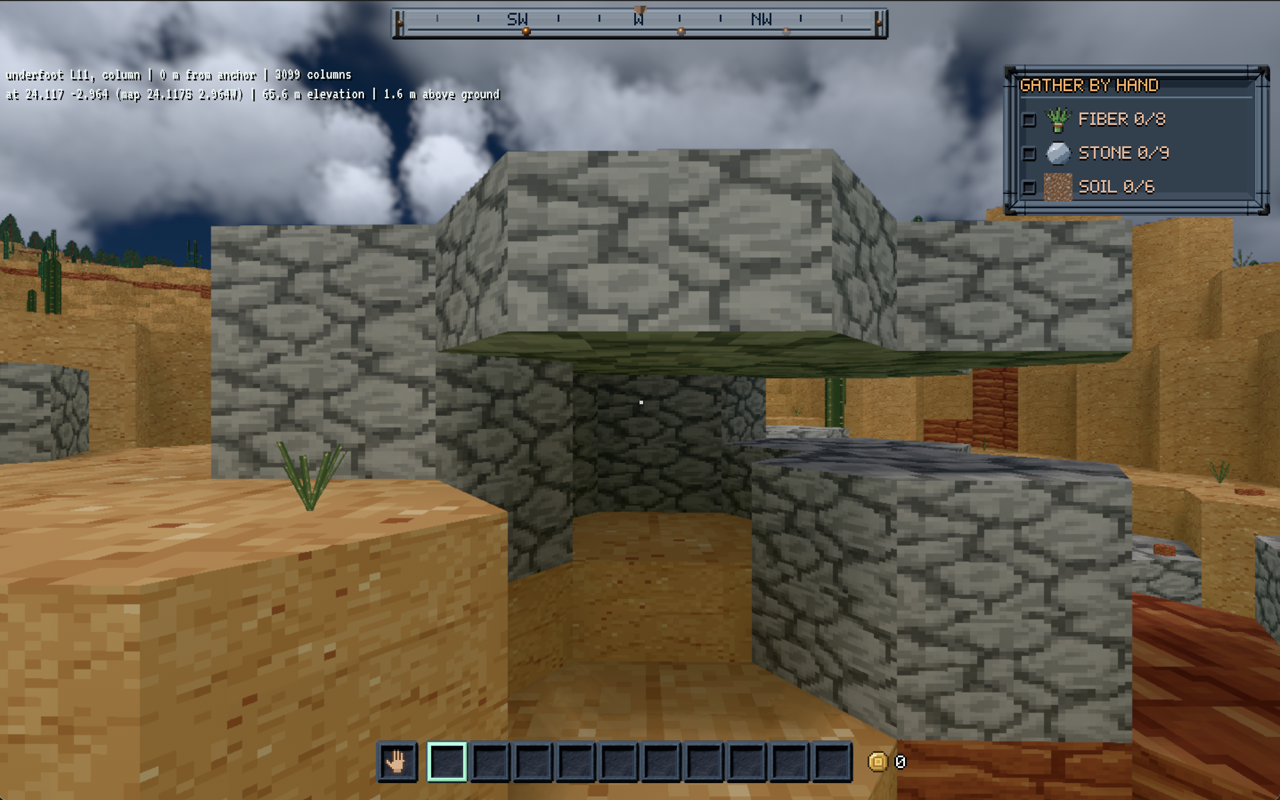 SW W NW
underfoot L11, column | 0 m from anchor | 3099 columns
at 24.117 -2.964 (map 24.117S 2.964W) | 65.6 m elevation | 1.6 m above ground
GATHER BY HAND
FIBER 0/8
STONE 0/9
SOIL 0/6
0